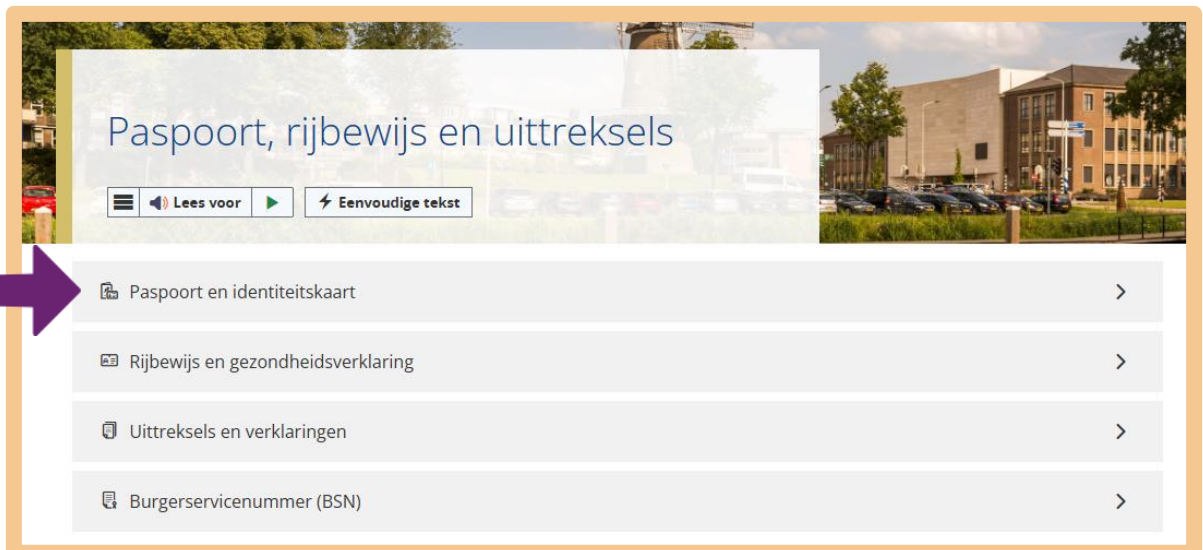 Paspoort, rijbewijs en uittreksels
Lees voor
Eenvoudige tekst
Paspoort en identiteitskaart
Rijbewijs en gezondheidsverklaring
Uittreksels en verklaringen
Burgerservicenummer (BSN)